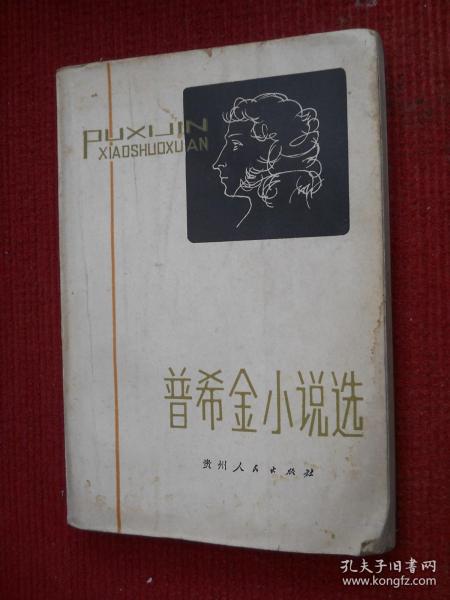 PUXIJIN
XIAOSHUOXUAN
普希金小说选
贵州人民出版社
孔夫子旧书网
www.kongfz.com